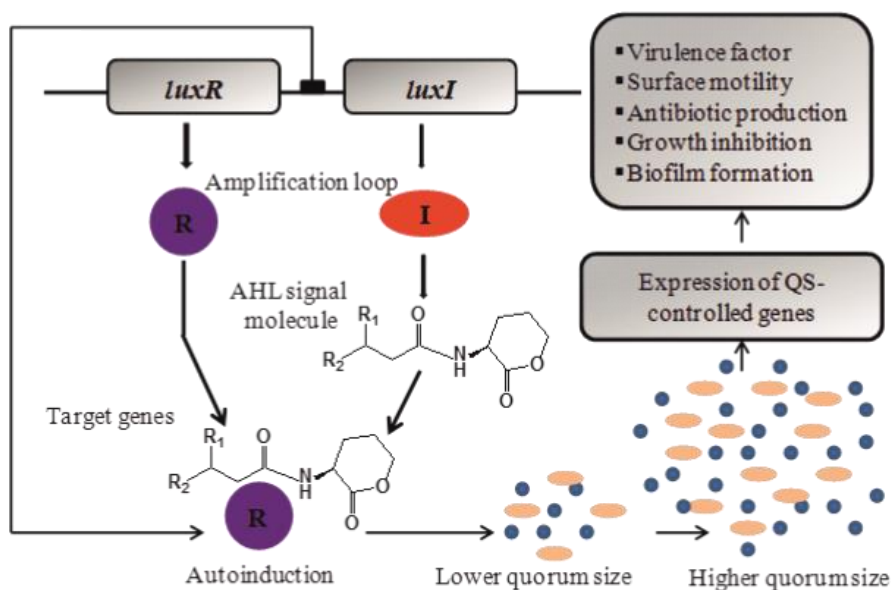 luxR
luxI
▪ Virulence factor
▪ Surface motility
▪ Antibiotic production
▪ Growth inhibition
▪ Biofilm formation
Amplification loop
R
I
Expression of QS-
controlled genes
AHL signal
molecule
R1
R2
O
N
H
O
O
Target genes
R1
R2
O
N
H
O
O
R
Autoinduction
Lower quorum size
Higher quorum size